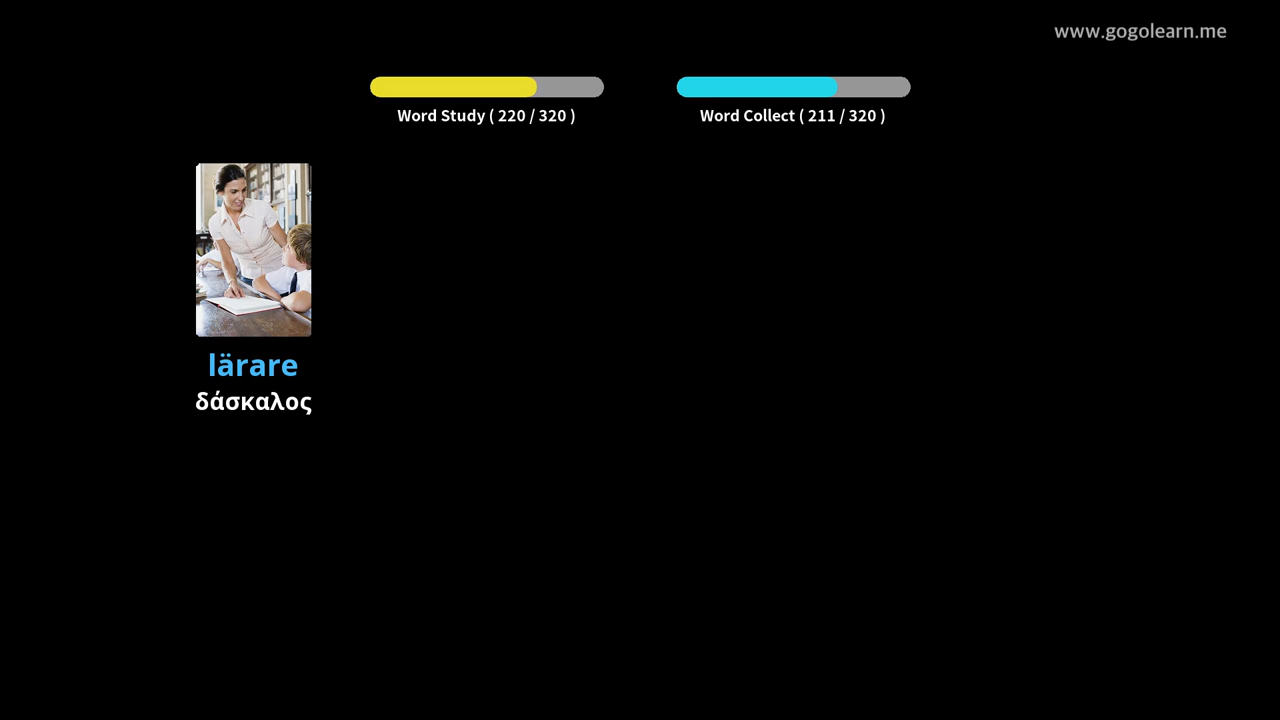 www.gogolearn.me
Word Study ( 220 / 320 )
Word Collect ( 211 / 320 )
lärare
δάσκαλος